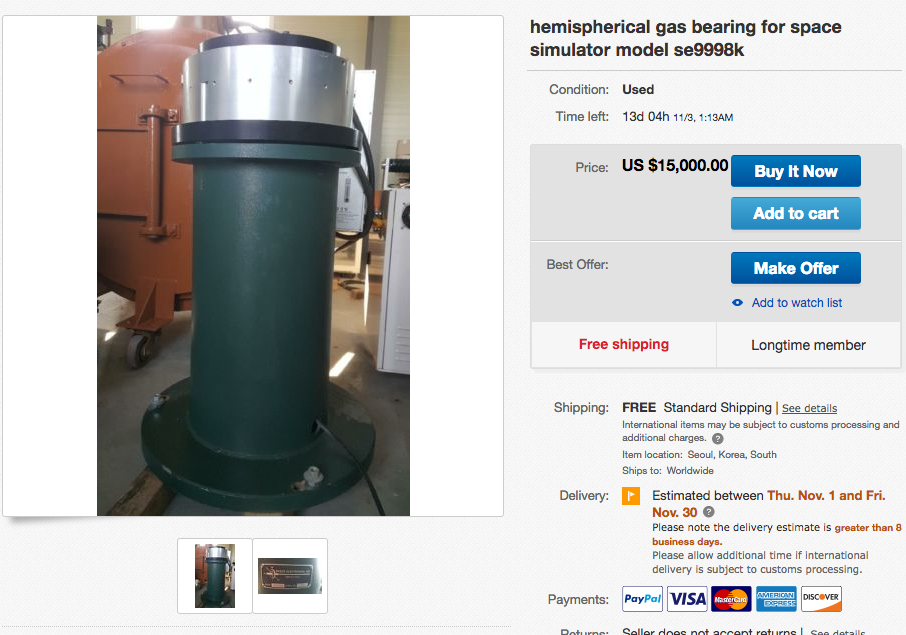 hemispherical gas bearing for space
simulator model se9998k
Condition: Used
Time left: 13d 04h 11/3, 1:13AM
Price: US $15,000.00 Buy It Now
Add to cart
Best Offer: Make Offer
Add to watch list
Free shipping Longtime member
Shipping: FREE Standard Shipping | See details
International items may be subject to customs processing and
additional charges. ?
Item location: Seoul, Korea, South
Ships to: Worldwide
Delivery: Estimated between Thu. Nov. 1 and Fri.
Nov. 30 ?
Please note the delivery estimate is greater than 8
business days.
Please allow additional time if international
delivery is subject to customs processing.
Payments: PayPal VISA MasterCard AMERICAN EXPRESS DISCOVER
Returns: Seller does not accept returns | See details